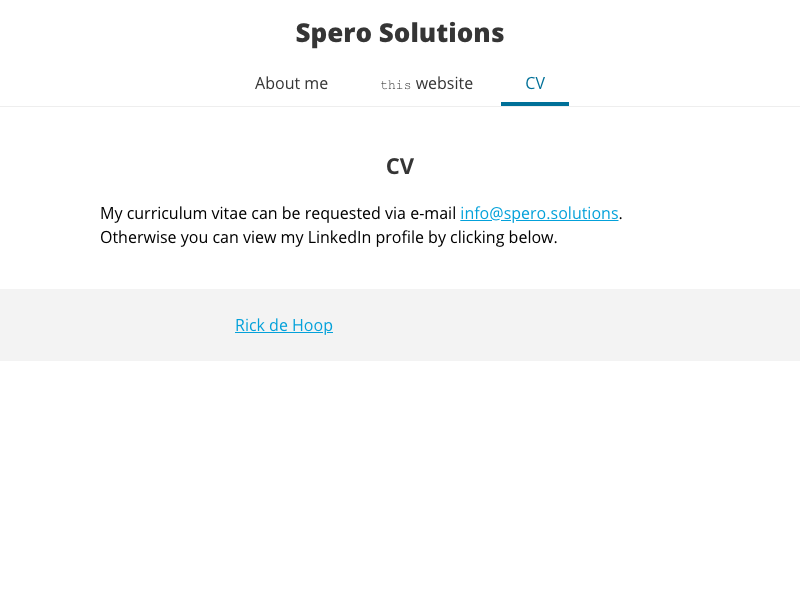 Spero Solutions
About me this website CV
CV
My curriculum vitae can be requested via e-mail info@spero.solutions.
Otherwise you can view my LinkedIn profile by clicking below.
Rick de Hoop